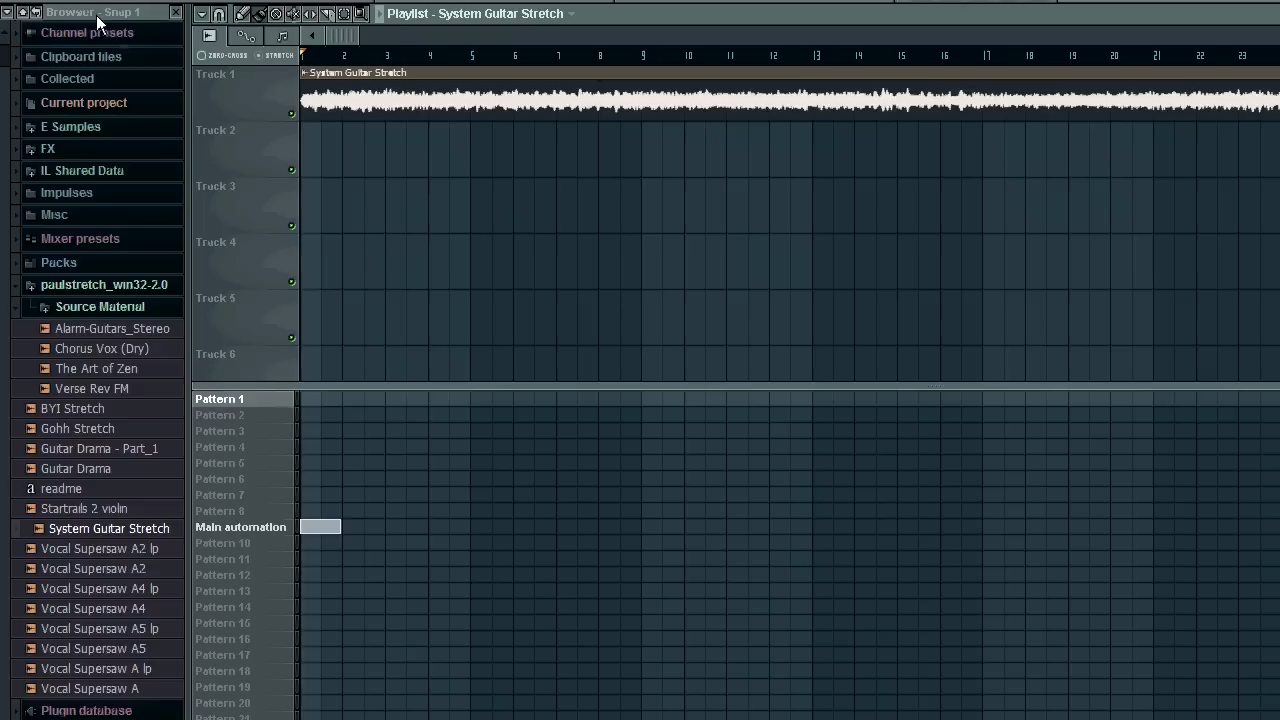 Browser - Snap 1
Channel presets
Clipboard files
Collected
Current project
E Samples
FX
IL Shared Data
Impulses
Misc
Mixer presets
Packs
paulstretch_win32-2.0
Source Material
Alarm-Guitars_Stereo
Chorus Vox (Dry)
The Art of Zen
Verse Rev FM
BYI Stretch
Gohh Stretch
Guitar Drama - Part_1
Guitar Drama
a readme
Startrails 2 violin
System Guitar Stretch
Vocal Supersaw A2 lp
Vocal Supersaw A2
Vocal Supersaw A4 lp
Vocal Supersaw A4
Vocal Supersaw A5 lp
Vocal Supersaw A5
Vocal Supersaw A lp
Vocal Supersaw A
Plugin database
Playlist - System Guitar Stretch
ZERO-CROSS STRETCH
1 2 3 4 5 6 7 8 9 10 11 12 13 14 15 16 17 18 19 20 21 22 23
Track 1
System Guitar Stretch
Track 2
Track 3
Track 4
Track 5
Track 6
Pattern 1
Pattern 2
Pattern 3
Pattern 4
Pattern 5
Pattern 6
Pattern 7
Pattern 8
Main automation
Pattern 10
Pattern 11
Pattern 12
Pattern 13
Pattern 14
Pattern 15
Pattern 16
Pattern 17
Pattern 18
Pattern 19
Pattern 20